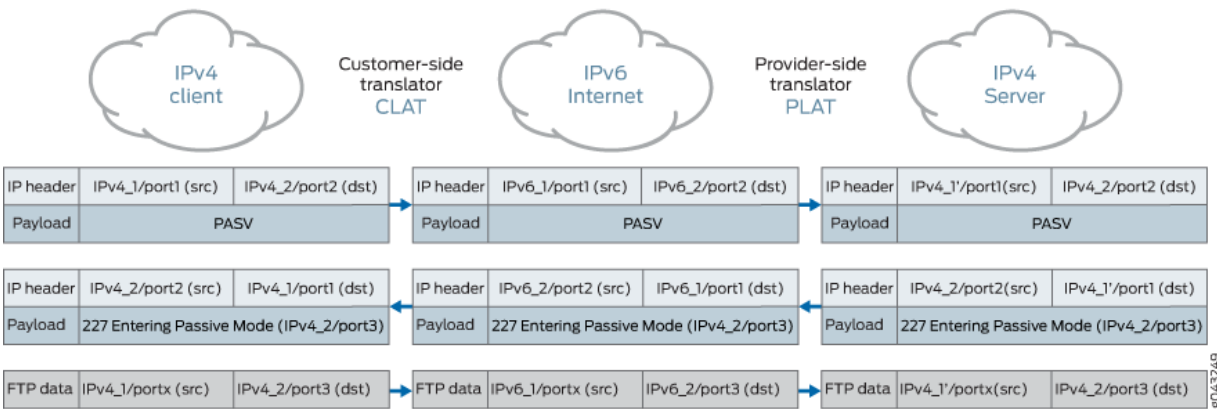 IPv4
client
Customer-side
translator
CLAT
IPv6
Internet
Provider-side
translator
PLAT
IPv4
Server
IP header IPv4_1/port1 (src) IPv4_2/port2 (dst) IP header IPv6_1/port1 (src) IPv6_2/port2 (dst) IP header IPv4_1'/port1(src) IPv4_2/port2 (dst)
Payload PASV Payload PASV Payload PASV
IP header IPv4_2/port2 (src) IPv4_1/port1 (dst) IP header IPv6_2/port2 (src) IPv6_1/port1 (dst) IP header IPv4_2/port2(src) IPv4_1'/port1 (dst)
Payload 227 Entering Passive Mode (IPv4_2/port3) Payload 227 Entering Passive Mode (IPv4_2/port3) Payload 227 Entering Passive Mode (IPv4_2/port3)
FTP data IPv4_1/portx (src) IPv4_2/port3 (dst) FTP data IPv6_1/portx (src) IPv6_2/port3 (dst) FTP data IPv4_1'/portx(src) IPv4_2/port3 (dst)
g043249